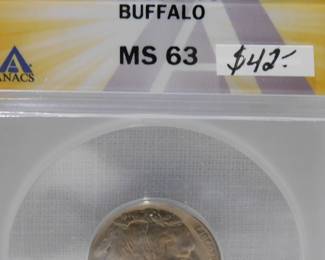 BUFFALO
MS 63
$42.-
ANACS